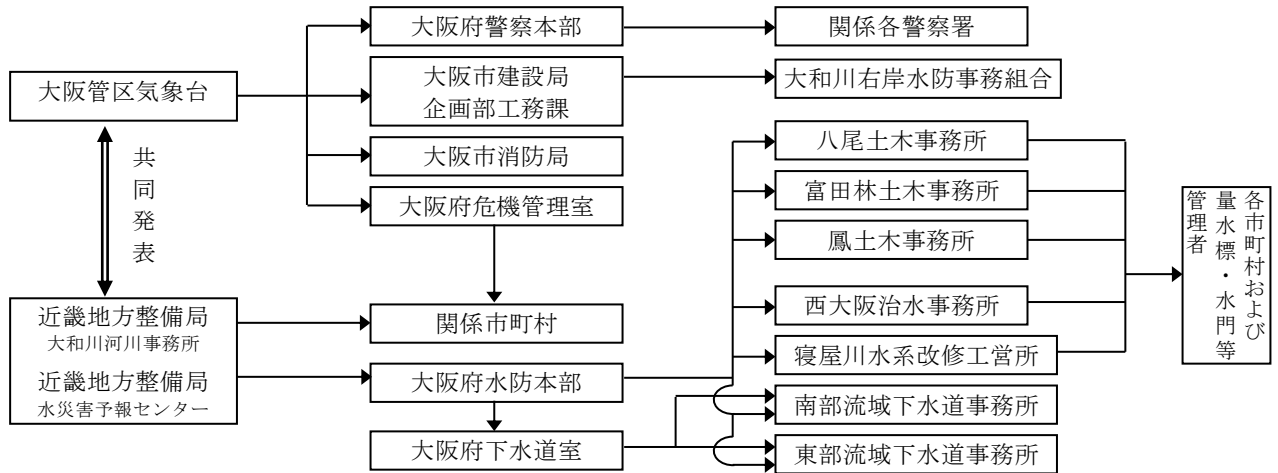 大阪管区気象台
共同発表
近畿地方整備局
大和川河川事務所
近畿地方整備局
水災害予報センター
大阪府警察本部
大阪市建設局
企画部工務課
大阪市消防局
大阪府危機管理室
関係市町村
大阪府水防本部
大阪府下水道室
関係各警察署
大和川右岸水防事務組合
八尾土木事務所
富田林土木事務所
鳳土木事務所
西大阪治水事務所
寝屋川水系改修工営所
南部流域下水道事務所
東部流域下水道事務所
各市町村および
量水標・水門等
管理者